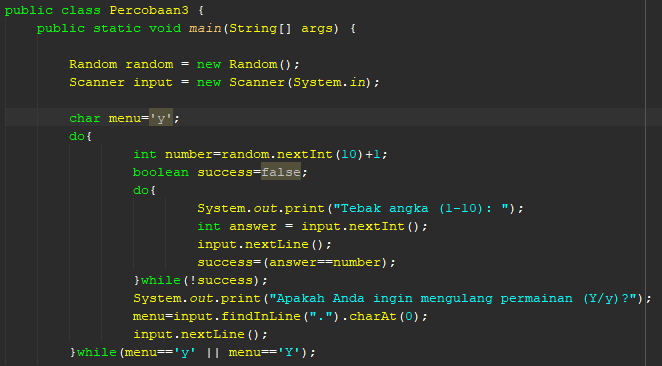 public class Percobaan3 {
    public static void main(String[] args) {
        Random random = new Random();
        Scanner input = new Scanner(System.in);
        char menu='y';
        do{
                int number=random.nextInt(10)+1;
                boolean success=false;
                do{
                        System.out.print("Tebak angka (1-10): ");
                        int answer = input.nextInt();
                        input.nextLine();
                        success=(answer==number);
                }while(!success);
                System.out.print("Apakah Anda ingin mengulang permainan (Y/y)?");
                menu=input.findInLine(".").charAt(0);
                input.nextLine();
        }while(menu=='y' || menu=='Y');